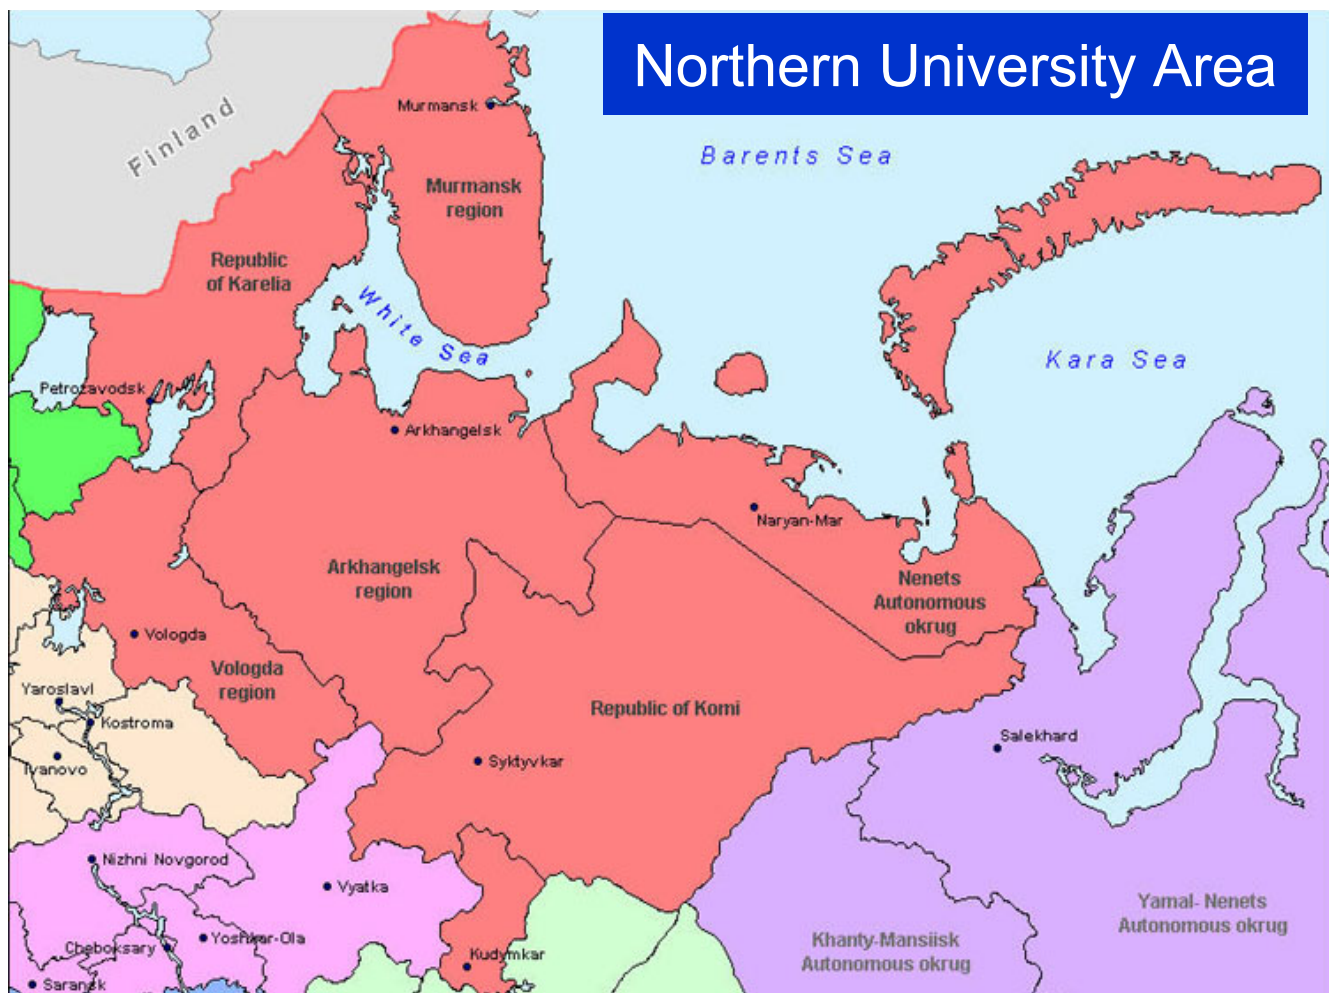 Northern University Area
Murmansk
Finland
Barents Sea
Murmansk
region
Republic
of Karelia
White Sea
Kara Sea
Petrozavodsk
Arkhangelsk
Naryan-Mar
Arkhangelsk
region
Nenets
Autonomous
okrug
Vologda
Vologda
region
Yaroslavl
Kostroma
Republic of Komi
Ivanovo
Syktyvkar
Salekhard
Nizhni Novgorod
Vyatka
Yamal- Nenets
Autonomous okrug
Yoshkar-Ola
Cheboksary
Khanty-Mansiisk
Autonomous okrug
Kudymkar
Saransk